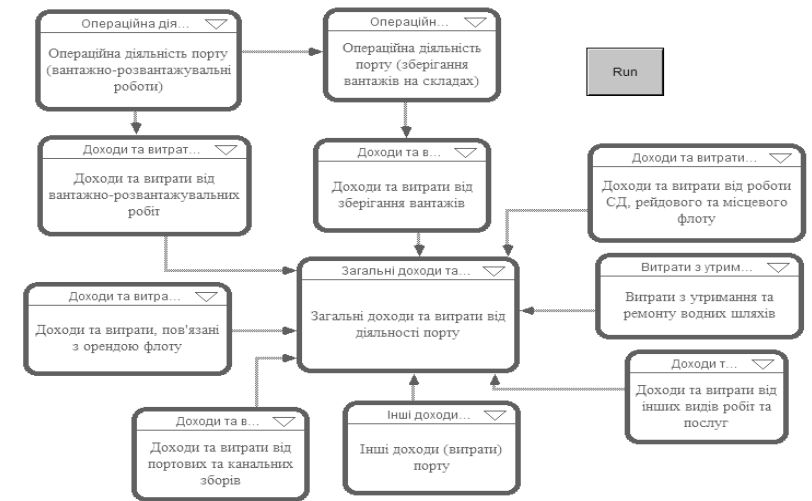 Операційна дія...
Операційна діяльність порту
(вантажно-розвантажувальні
роботи)
Операційн...
Операційна діяльність
порту (зберігання
вантажів на складах)
Run
Доходи та витрат...
Доходи та витрати від
вантажно-розвантажувальних
робіт
Доходи та в...
Доходи та витрати від
зберігання вантажів
Доходи та витрати...
Доходи та витрати від роботи
СД, рейдового та місцевого
флоту
Загальні доходи та...
Загальні доходи та витрати від
діяльності порту
Витрати з утрим...
Витрати з утримання та
ремонту водних шляхів
Доходи та витра...
Доходи та витрати, пов'язані
з орендою флоту
Доходи т...
Доходи та витрати від
інших видів робіт та
послуг
Доходи та в...
Доходи та витрати від
портових та канальних
зборів
Інші доходи...
Інші доходи (витрати)
порту